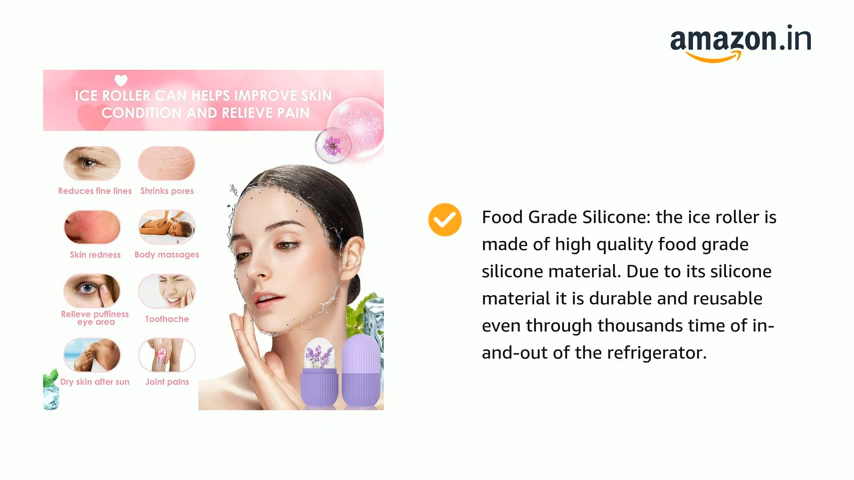 amazon.in
ICE ROLLER CAN HELPS IMPROVE SKIN
CONDITION AND RELIEVE PAIN
Reduces fine lines
Shrinks pores
Skin redness
Body massages
Relieve puffiness
eye area
Toothache
Dry skin after sun
Joint pains
Food Grade Silicone: the ice roller is
made of high quality food grade
silicone material. Due to its silicone
material it is durable and reusable
even through thousands time of in-
and-out of the refrigerator.